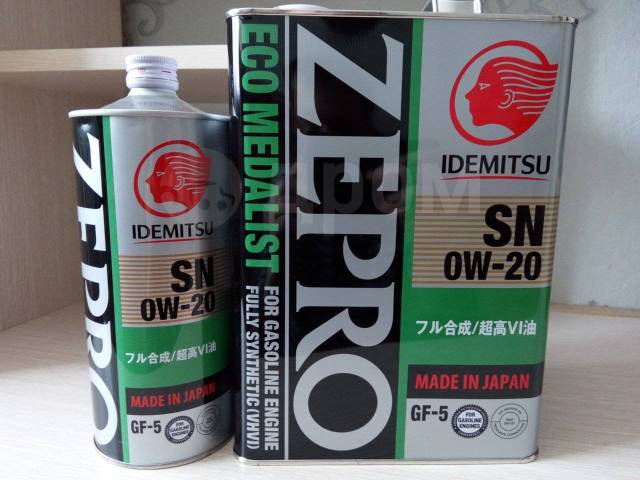 ZEPRO
IDEMITSU
SN
0W-20
フル合成/超高VI油
MADE IN JAPAN
GF-5
FOR
GASOLINE
ENGINES
ECO MEDALIST
FOR GASOLINE ENGINE
FULLY SYNTHETIC (VHVI)
ZEPRO
IDEMITSU
SN
0W-20
フル合成/超高VI油
MADE IN JAPAN
GF-5
FOR
GASOLINE
ENGINES